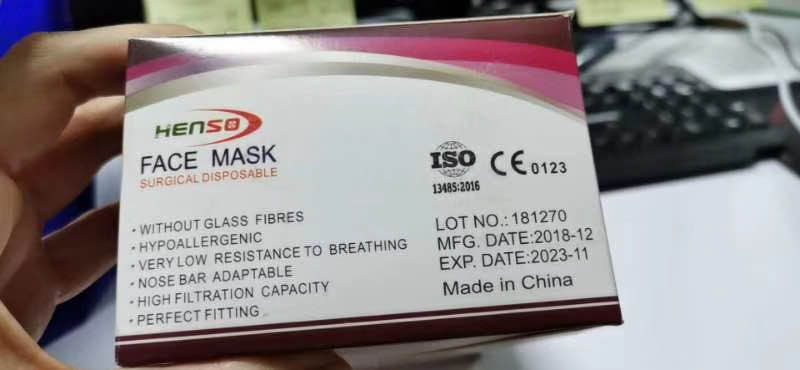 HENSO
FACE MASK
SURGICAL DISPOSABLE
ISO
13485:2016
CE 0123
· WITHOUT GLASS FIBRES
· HYPOALLERGENIC
· VERY LOW RESISTANCE TO BREATHING
· NOSE BAR ADAPTABLE
· HIGH FILTRATION CAPACITY
· PERFECT FITTING
LOT NO.: 181270
MFG. DATE:2018-12
EXP. DATE:2023-11
Made in China